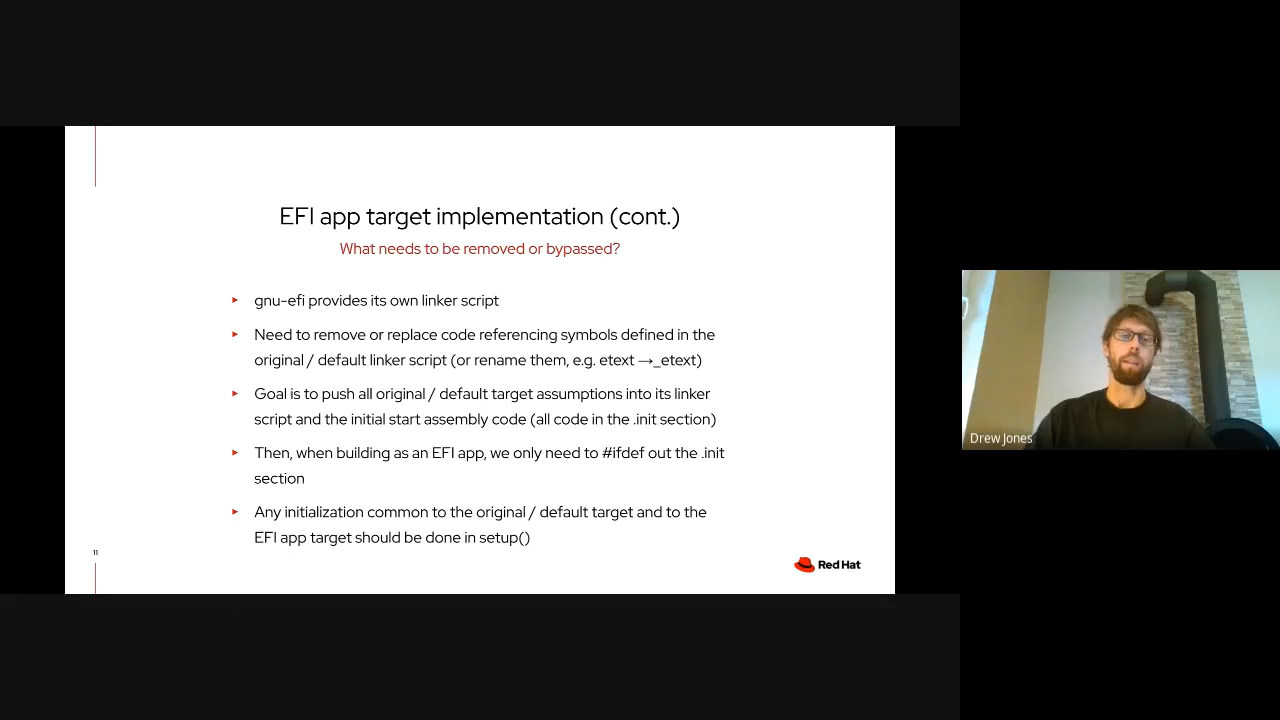 EFI app target implementation (cont.)
What needs to be removed or bypassed?
gnu-efi provides its own linker script
Need to remove or replace code referencing symbols defined in the
original / default linker script (or rename them, e.g. etext →_etext)
Goal is to push all original / default target assumptions into its linker
script and the initial start assembly code (all code in the .init section)
Then, when building as an EFI app, we only need to #ifdef out the .init
section
Any initialization common to the original / default target and to the
EFI app target should be done in setup()
11
Red Hat
Drew Jones